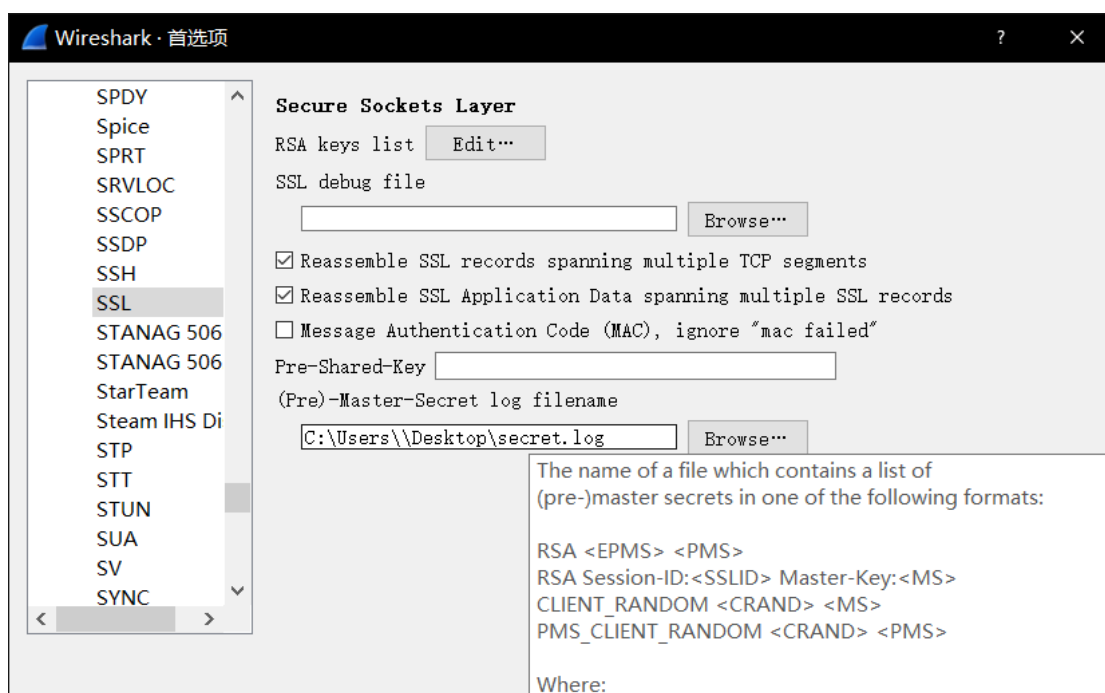 Wireshark · 首选项
?
×
SPDY
Spice
SPRT
SRVLOC
SSCOP
SSDP
SSH
SSL
STANAG 506
STANAG 506
StarTeam
Steam IHS Di
STP
STT
STUN
SUA
SV
SYNC
Secure Sockets Layer
RSA keys list Edit…
SSL debug file
Browse…
Reassemble SSL records spanning multiple TCP segments
Reassemble SSL Application Data spanning multiple SSL records
Message Authentication Code (MAC), ignore "mac failed"
Pre-Shared-Key
(Pre)-Master-Secret log filename
C:\Users\\Desktop\secret.log Browse…
The name of a file which contains a list of
(pre-)master secrets in one of the following formats:
RSA <EPMS> <PMS>
RSA Session-ID:<SSLID> Master-Key:<MS>
CLIENT_RANDOM <CRAND> <MS>
PMS_CLIENT_RANDOM <CRAND> <PMS>
Where: